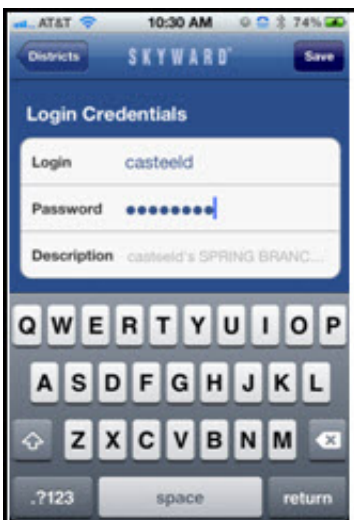 AT&T 10:30 AM 74%
Districts SKYWARD Save
Login Credentials
Login casteeld
Password ●●●●●●●●
Description casteeld's SPRING BRANC...
Q W E R T Y U I O P
A S D F G H J K L
Z X C V B N M
.?123 space return